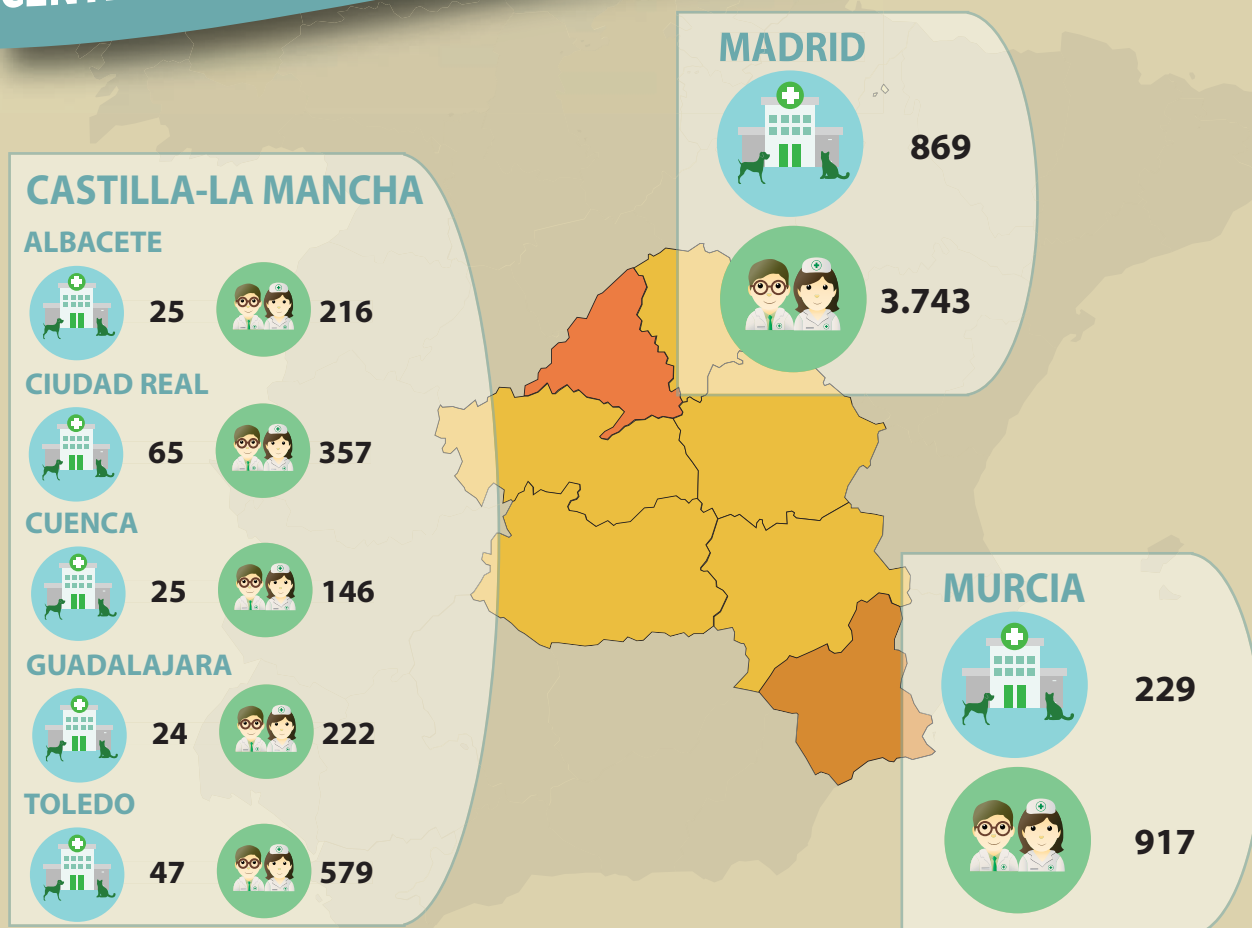 MADRID
869
3.743
CASTILLA-LA MANCHA
ALBACETE
25 216
CIUDAD REAL
65 357
CUENCA
25 146
GUADALAJARA
24 222
TOLEDO
47 579
MURCIA
229
917